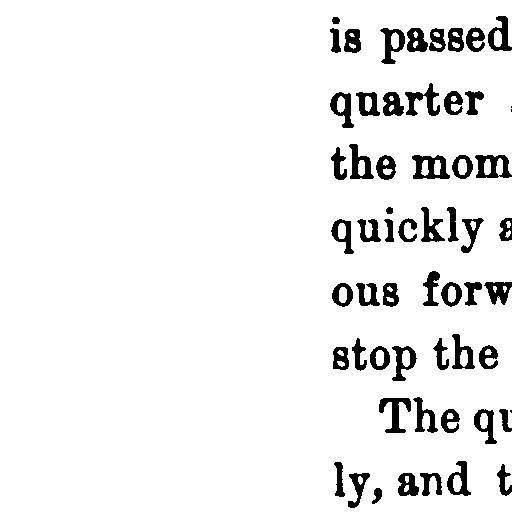 is passed
quarter
the mom
quickly a
ous forw
stop the
The qu
ly, and t